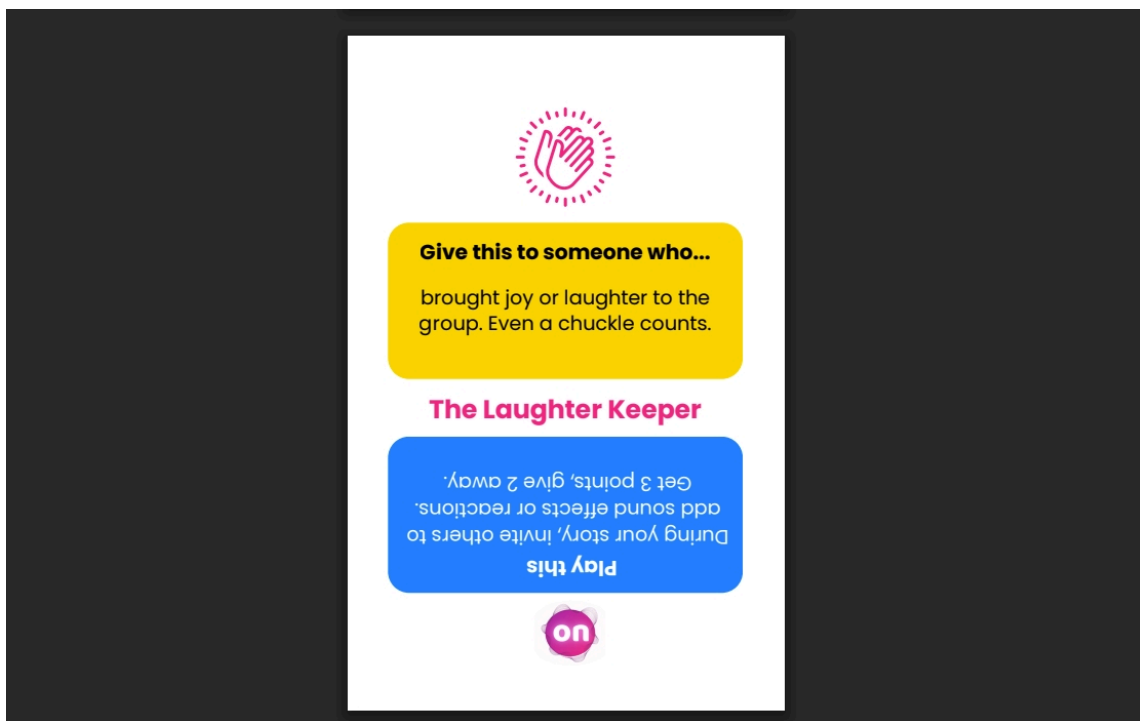 Give this to someone who...
brought joy or laughter to the
group. Even a chuckle counts.
The Laughter Keeper
Play this
During your story, invite others to
add sound effects or reactions.
Get 3 points, give 2 away.
on